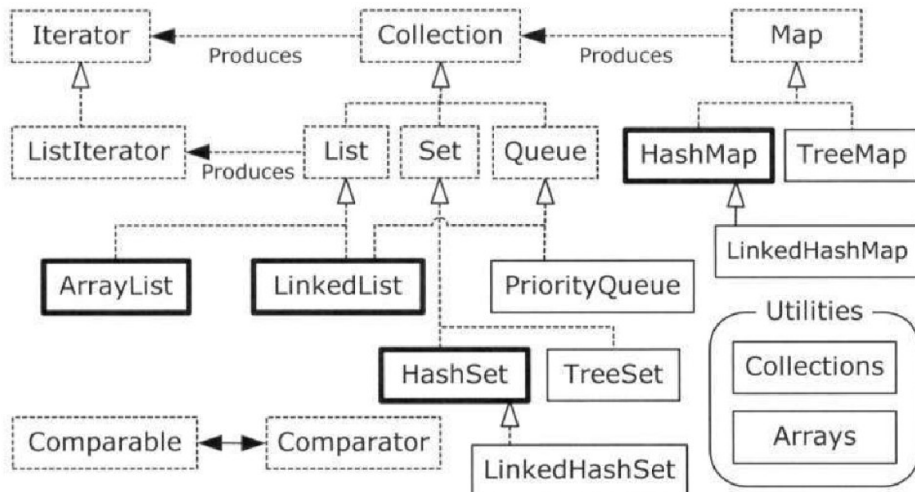 Iterator
Produces
Collection
Produces
Map
ListIterator
Produces
List
Set
Queue
HashMap
TreeMap
ArrayList
LinkedList
PriorityQueue
LinkedHashMap
HashSet
TreeSet
LinkedHashSet
Comparable
Comparator
Utilities
Collections
Arrays